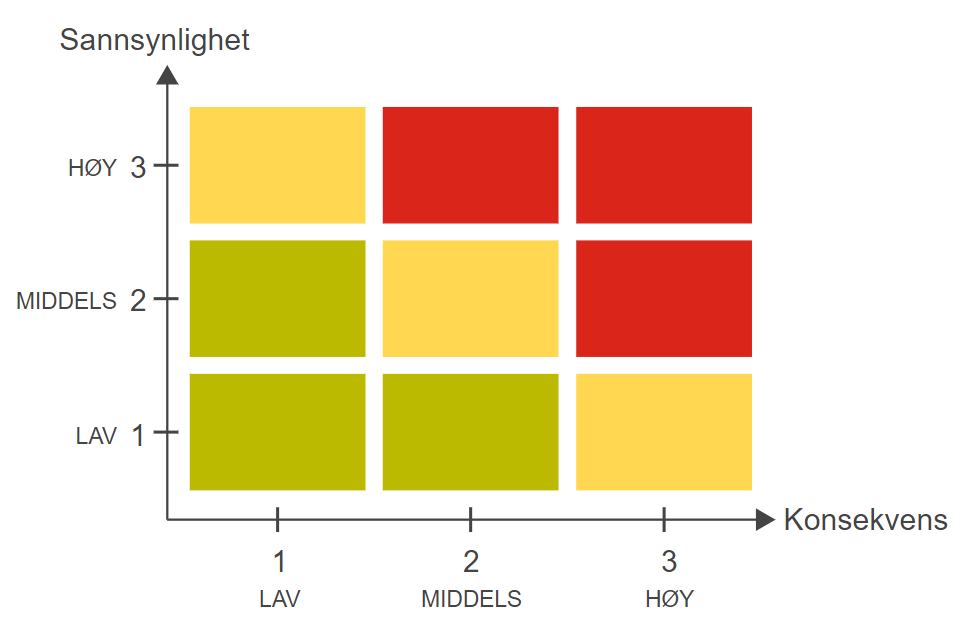 Sannsynlighet
HØY 3
MIDDELS 2
LAV 1
Konsekvens
1 2 3
LAV MIDDELS HØY